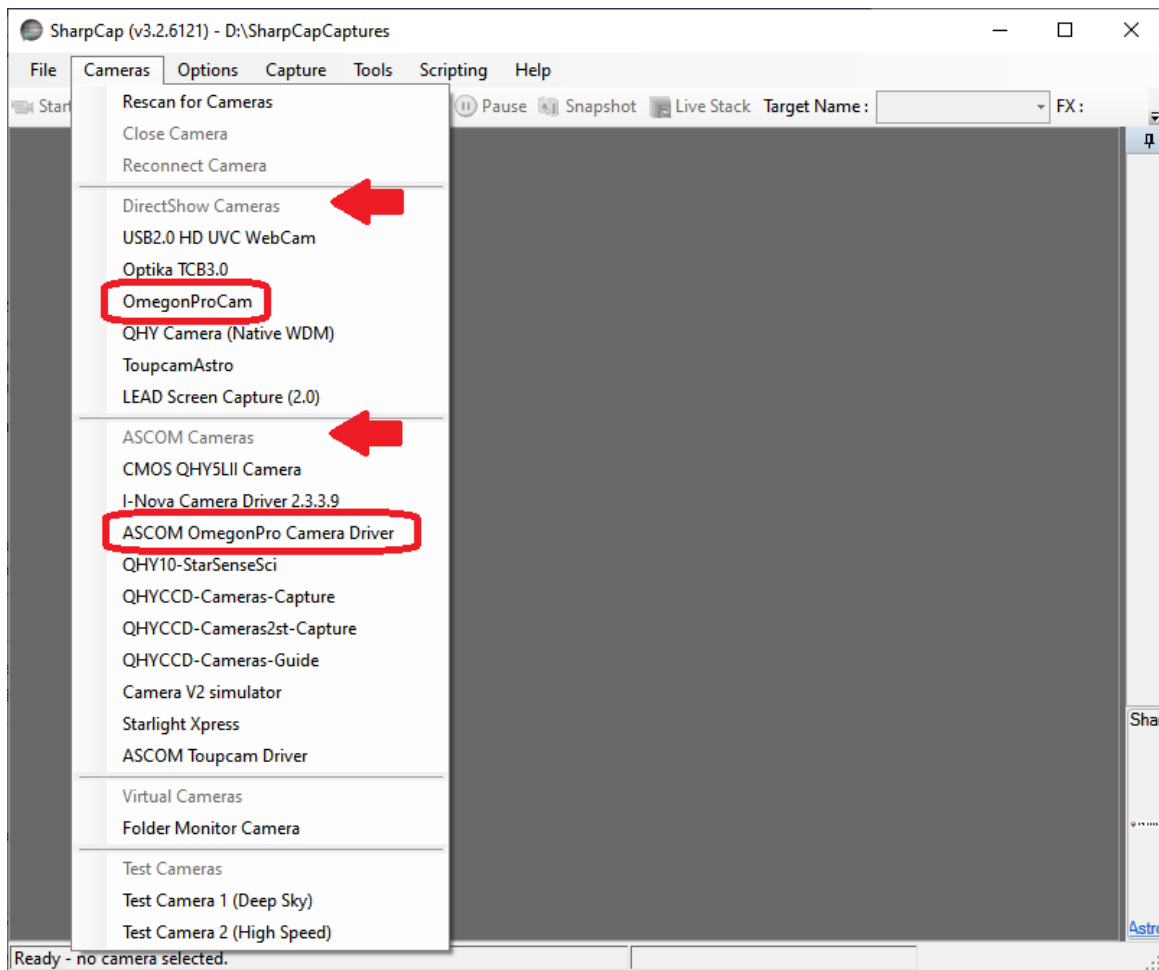 SharpCap (v3.2.6121) - D:\SharpCapCaptures
File Cameras Options Capture Tools Scripting Help
Start Pause Snapshot Live Stack Target Name : FX :
Rescan for Cameras
Close Camera
Reconnect Camera
DirectShow Cameras
USB2.0 HD UVC WebCam
Optika TCB3.0
OmegonProCam
QHY Camera (Native WDM)
ToupcamAstro
LEAD Screen Capture (2.0)
ASCOM Cameras
CMOS QHY5LII Camera
I-Nova Camera Driver 2.3.3.9
ASCOM OmegonPro Camera Driver
QHY10-StarSenseSci
QHYCCD-Cameras-Capture
QHYCCD-Cameras2st-Capture
QHYCCD-Cameras-Guide
Camera V2 simulator
Starlight Xpress
ASCOM Toupcam Driver
Virtual Cameras
Folder Monitor Camera
Test Cameras
Test Camera 1 (Deep Sky)
Test Camera 2 (High Speed)
Sha
Astr
Ready - no camera selected.